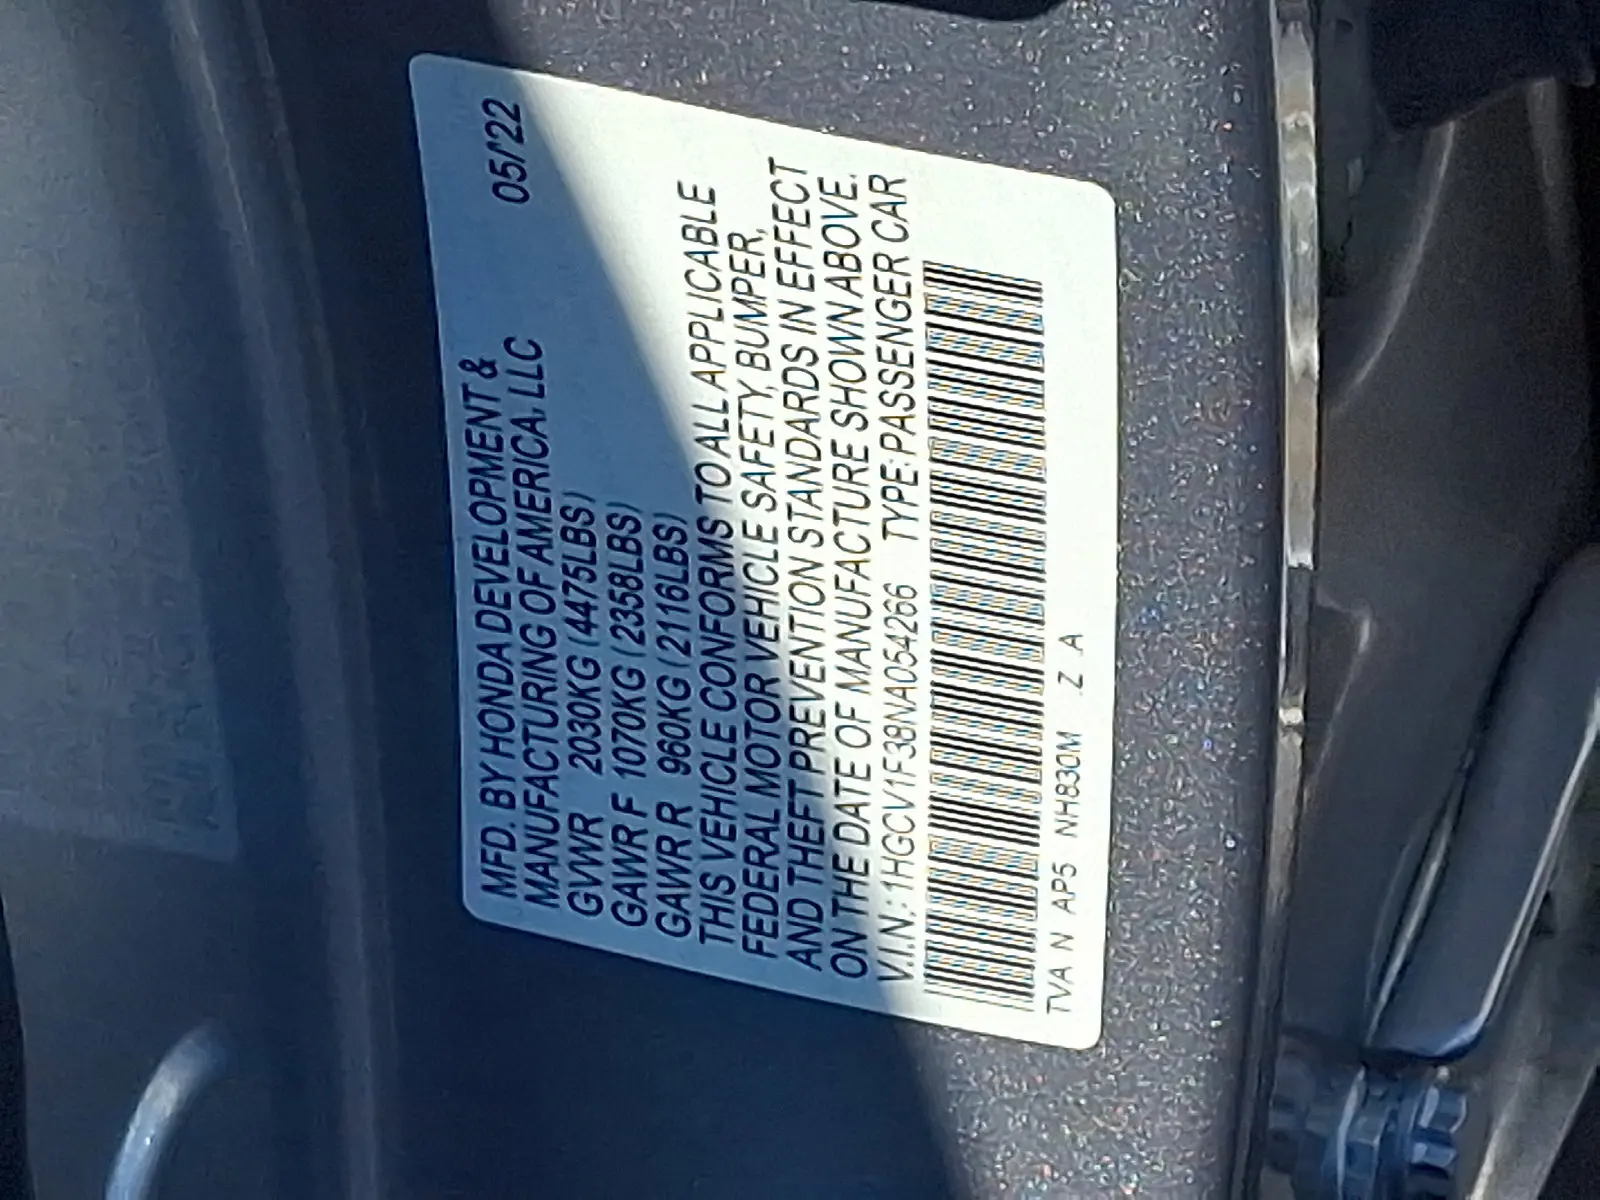 MFD. BY HONDA DEVELOPMENT & 05/22
MANUFACTURING OF AMERICA, LLC
GVWR 2030KG (4475LBS)
GAWR F 1070KG (2358LBS)
GAWR R 960KG (2116LBS)
THIS VEHICLE CONFORMS TO ALL APPLICABLE
FEDERAL MOTOR VEHICLE SAFETY, BUMPER,
AND THEFT PREVENTION STANDARDS IN EFFECT
ON THE DATE OF MANUFACTURE SHOWN ABOVE.
V.I.N.: 1HGCV1F38NA054266 TYPE: PASSENGER CAR
TVA N AP5 NH830M Z A